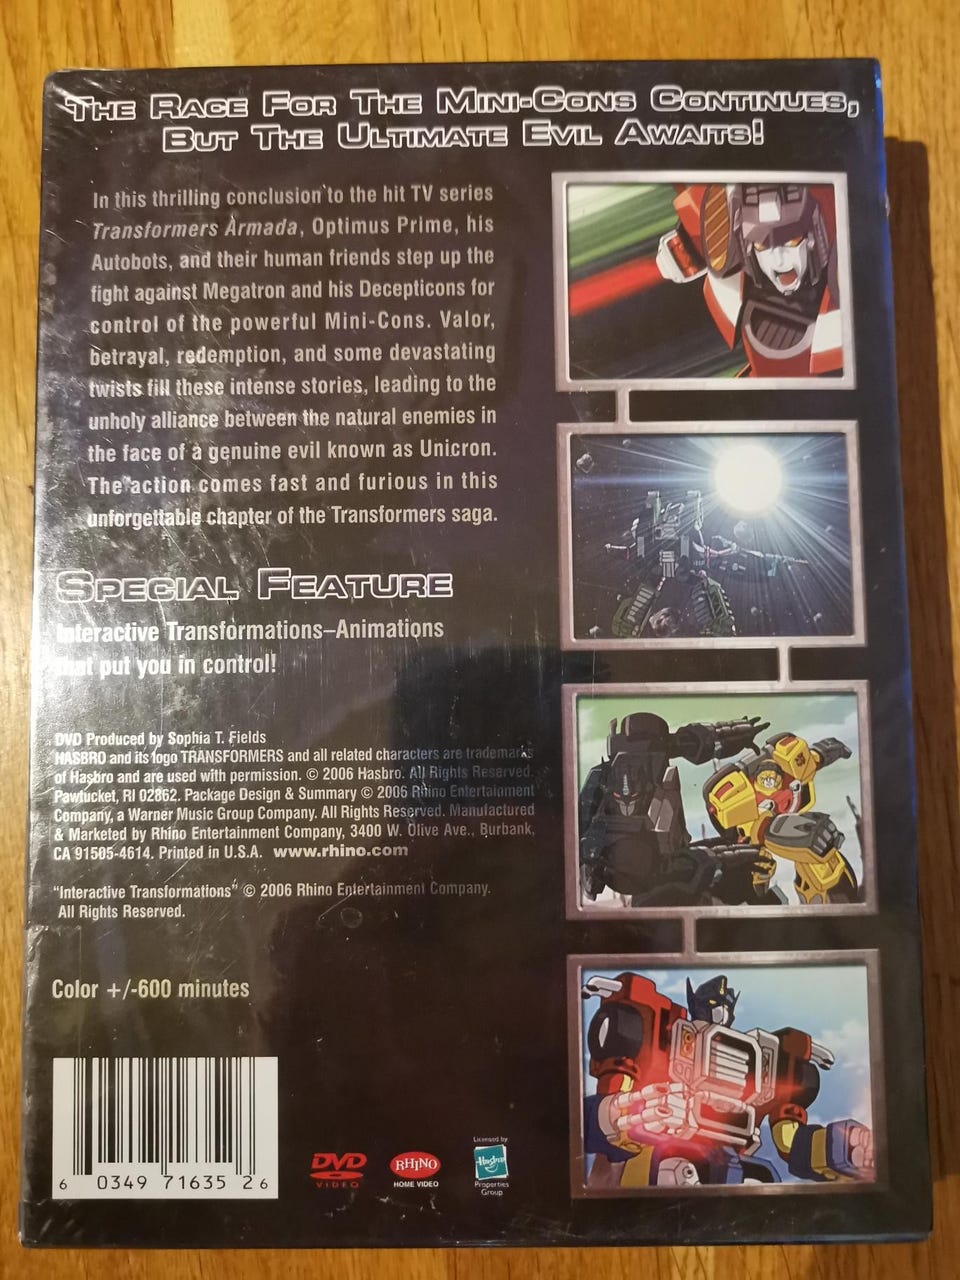 The Race For The Mini-Cons Continues,
But The Ultimate Evil Awaits!
In this thrilling conclusion to the hit TV series
Transformers Armada, Optimus Prime, his
Autobots, and their human friends step up the
fight against Megatron and his Decepticons for
control of the powerful Mini-Cons. Valor,
betrayal, redemption, and some devastating
twists fill these intense stories, leading to the
unholy alliance between the natural enemies in
the face of a genuine evil known as Unicron.
The action comes fast and furious in this
unforgettable chapter of the Transformers saga.
Special Feature
Interactive Transformations–Animations
that put you in control!
DVD Produced by Sophia T. Fields
HASBRO and its logo TRANSFORMERS and all related characters are trademarks
of Hasbro and are used with permission. © 2006 Hasbro. All Rights Reserved.
Pawtucket, RI 02862. Package Design & Summary © 2006 Rhino Entertainment
Company, a Warner Music Group Company. All Rights Reserved. Manufactured
& Marketed by Rhino Entertainment Company, 3400 W. Olive Ave., Burbank,
CA 91505-4614. Printed in U.S.A. www.rhino.com
"Interactive Transformations" © 2006 Rhino Entertainment Company.
All Rights Reserved.
Color +/-600 minutes
6 0349 71635 2 6
DVD
VIDEO
RHINO
HOME VIDEO
Licensed by
Hasbro
Properties
Group